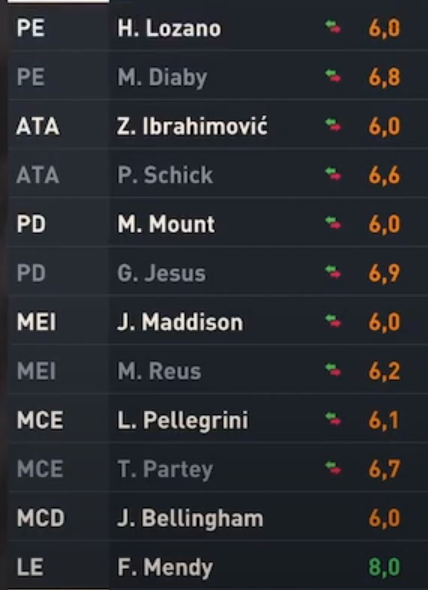 PE H. Lozano 6,0
PE M. Diaby 6,8
ATA Z. Ibrahimović 6,0
ATA P. Schick 6,6
PD M. Mount 6,0
PD G. Jesus 6,9
MEI J. Maddison 6,0
MEI M. Reus 6,2
MCE L. Pellegrini 6,1
MCE T. Partey 6,7
MCD J. Bellingham 6,0
LE F. Mendy 8,0